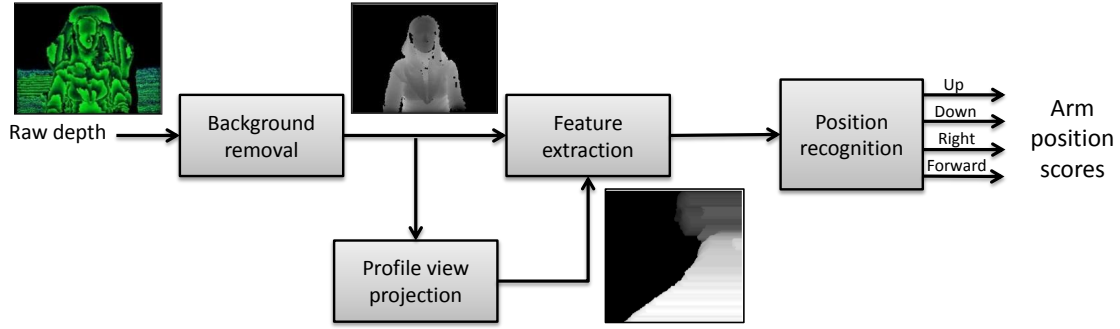 Raw depth
Background
removal
Feature
extraction
Profile view
projection
Position
recognition
Up
Down
Right
Forward
Arm
position
scores